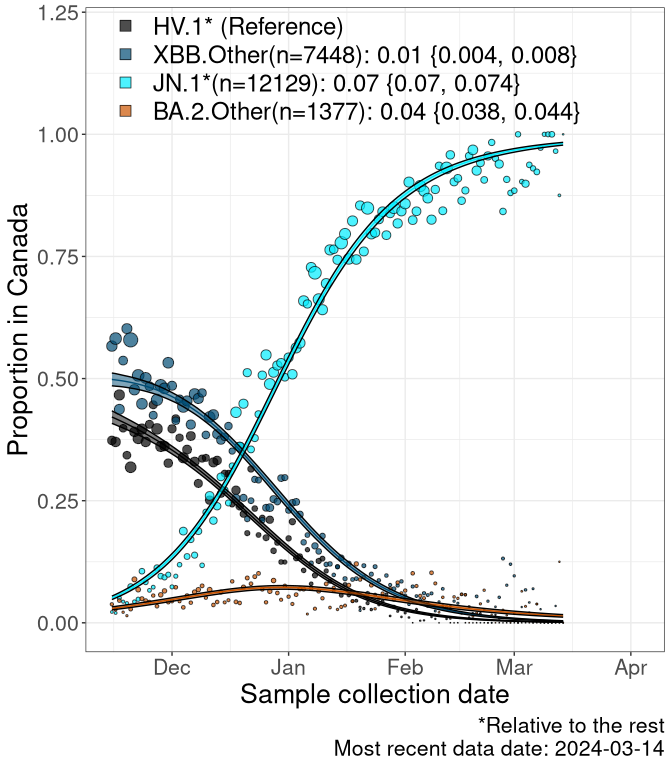 1.25
HV.1* (Reference)
XBB.Other(n=7448): 0.01 {0.004, 0.008}
JN.1*(n=12129): 0.07 {0.07, 0.074}
BA.2.Other(n=1377): 0.04 {0.038, 0.044}
1.00
0.75
0.50
0.25
0.00
Proportion in Canada
Dec Jan Feb Mar Apr
Sample collection date
*Relative to the rest
Most recent data date: 2024-03-14